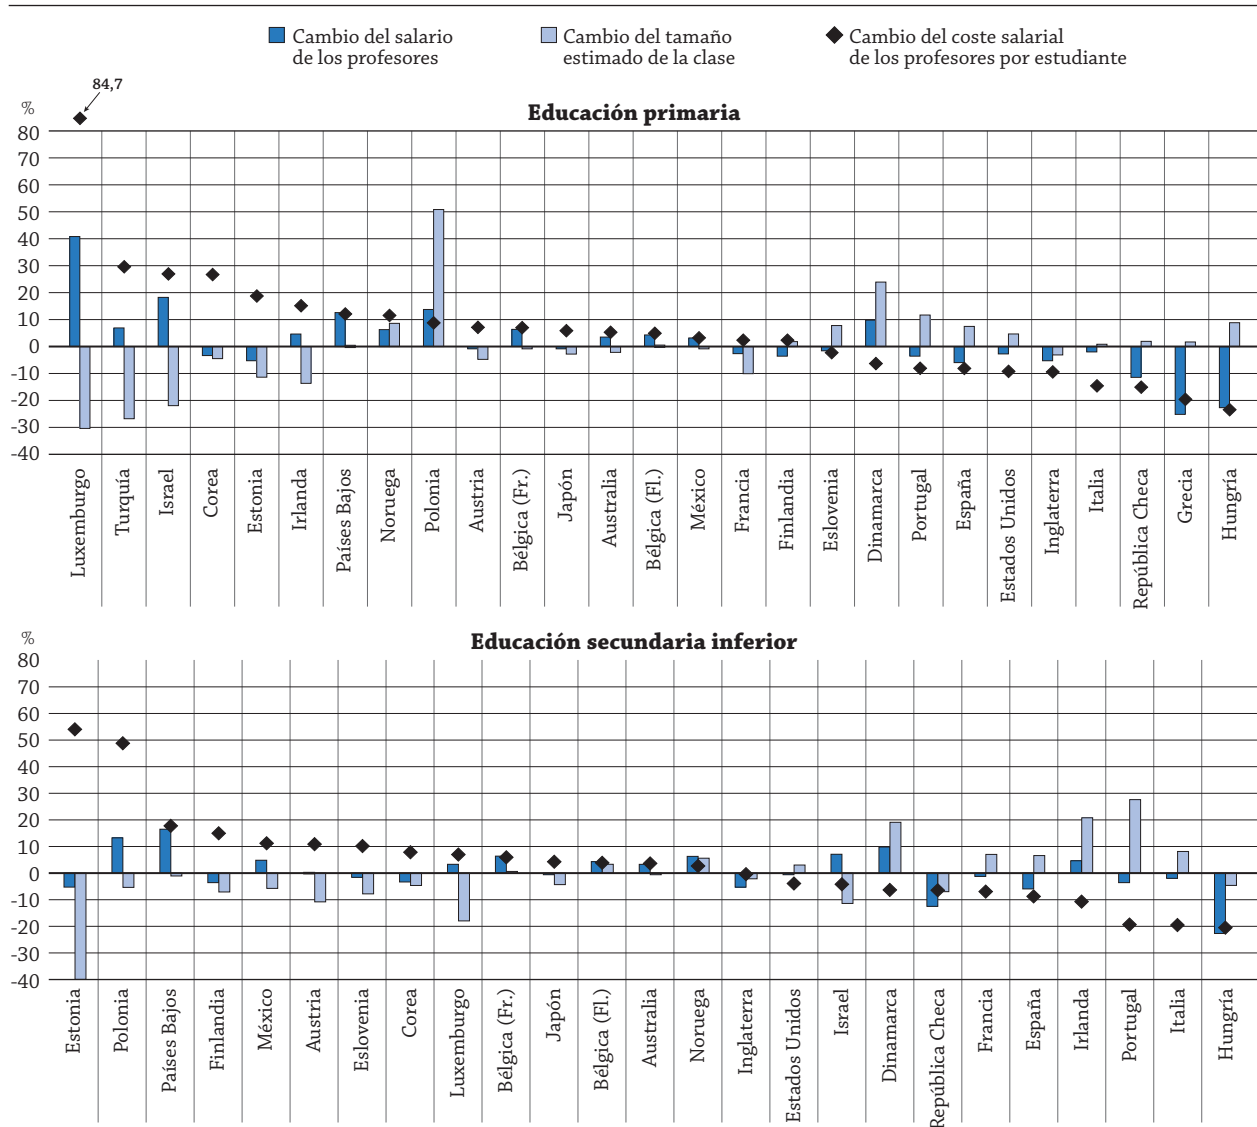 Cambio del salario
de los profesores
Cambio del tamaño
estimado de la clase
Cambio del coste salarial
de los profesores por estudiante
84,7
%
Educación primaria
80
70
60
50
40
30
20
10
0
-10
-20
-30
-40
Luxemburgo
Turquía
Israel
Corea
Estonia
Irlanda
Países Bajos
Noruega
Polonia
Austria
Bélgica (Fr.)
Japón
Australia
Bélgica (Fl.)
México
Francia
Finlandia
Eslovenia
Dinamarca
Portugal
España
Estados Unidos
Inglaterra
Italia
República Checa
Grecia
Hungría
%
Educación secundaria inferior
80
70
60
50
40
30
20
10
0
-10
-20
-30
-40
Estonia
Polonia
Países Bajos
Finlandia
México
Austria
Eslovenia
Corea
Luxemburgo
Bélgica (Fr.)
Japón
Bélgica (Fl.)
Australia
Noruega
Inglaterra
Estados Unidos
Israel
Dinamarca
República Checa
Francia
España
Irlanda
Portugal
Italia
Hungría